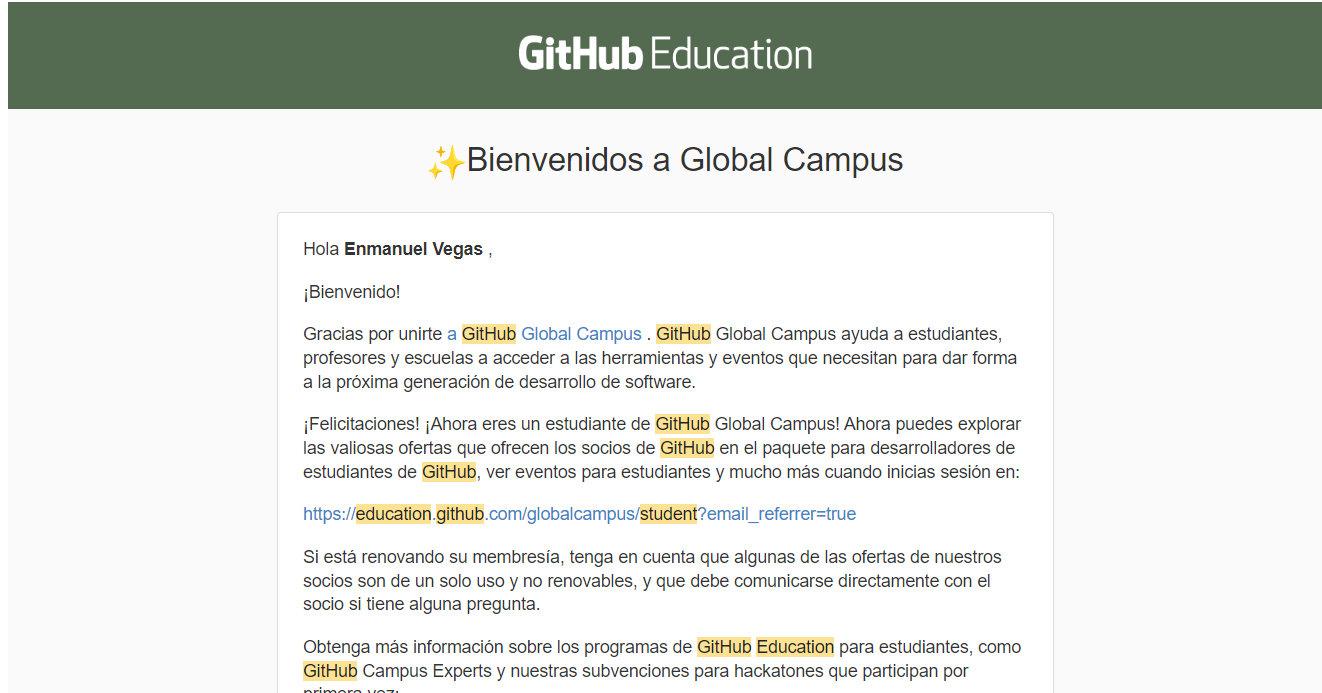 GitHub Education
✨Bienvenidos a Global Campus
Hola Enmanuel Vegas ,
¡Bienvenido!
Gracias por unirte a GitHub Global Campus . GitHub Global Campus ayuda a estudiantes,
profesores y escuelas a acceder a las herramientas y eventos que necesitan para dar forma
a la próxima generación de desarrollo de software.
¡Felicitaciones! ¡Ahora eres un estudiante de GitHub Global Campus! Ahora puedes explorar
las valiosas ofertas que ofrecen los socios de GitHub en el paquete para desarrolladores de
estudiantes de GitHub, ver eventos para estudiantes y mucho más cuando inicias sesión en:
https://education.github.com/globalcampus/student?email_referrer=true
Si está renovando su membresía, tenga en cuenta que algunas de las ofertas de nuestros
socios son de un solo uso y no renovables, y que debe comunicarse directamente con el
socio si tiene alguna pregunta.
Obtenga más información sobre los programas de GitHub Education para estudiantes, como
GitHub Campus Experts y nuestras subvenciones para hackatones que participan por
primera vez: